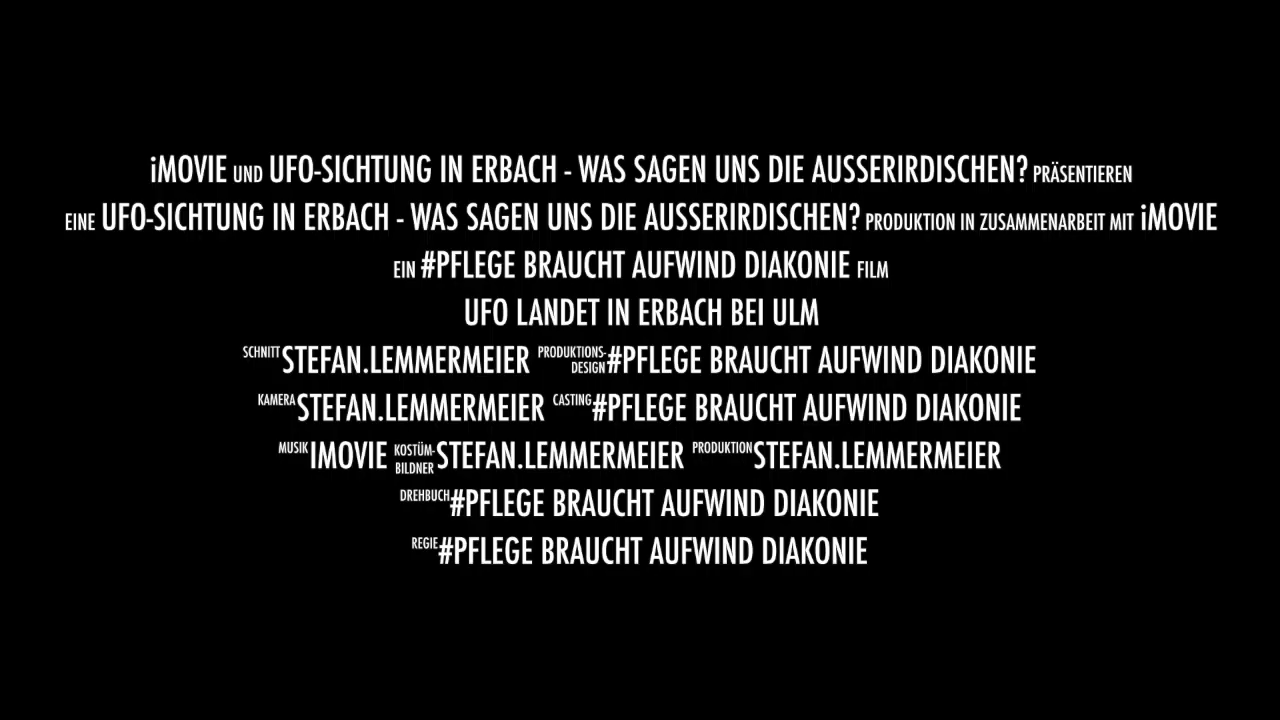 iMOVIE UND UFO-SICHTUNG IN ERBACH - WAS SAGEN UNS DIE AUSSERIRDISCHEN? PRÄSENTIEREN
EINE UFO-SICHTUNG IN ERBACH - WAS SAGEN UNS DIE AUSSERIRDISCHEN? PRODUKTION IN ZUSAMMENARBEIT MIT iMOVIE
EIN #PFLEGE BRAUCHT AUFWIND DIAKONIE FILM
UFO LANDET IN ERBACH BEI ULM
SCHNITT STEFAN.LEMMERMEIER PRODUKTIONS-DESIGN #PFLEGE BRAUCHT AUFWIND DIAKONIE
KAMERA STEFAN.LEMMERMEIER CASTING #PFLEGE BRAUCHT AUFWIND DIAKONIE
MUSIK IMOVIE KOSTÜM-BILDNER STEFAN.LEMMERMEIER PRODUKTION STEFAN.LEMMERMEIER
DREHBUCH #PFLEGE BRAUCHT AUFWIND DIAKONIE
REGIE #PFLEGE BRAUCHT AUFWIND DIAKONIE